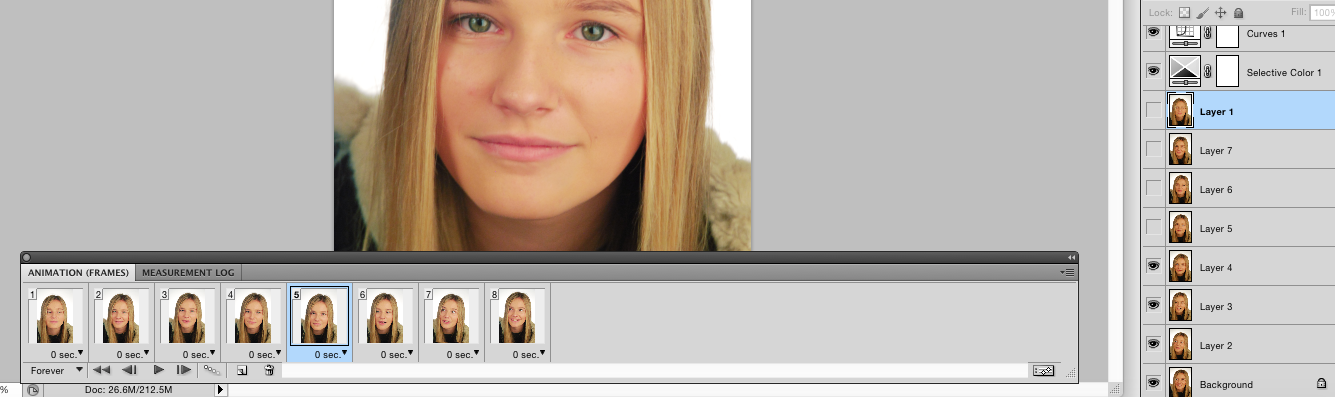 Lock:
Fill: 100%
Curves 1
Selective Color 1
Layer 1
Layer 7
Layer 6
Layer 5
Layer 4
Layer 3
Layer 2
Background
ANIMATION (FRAMES) MEASUREMENT LOG
1 2 3 4 5 6 7 8
0 sec. 0 sec. 0 sec. 0 sec. 0 sec. 0 sec. 0 sec. 0 sec.
Forever
% Doc: 26.6M/212.5M